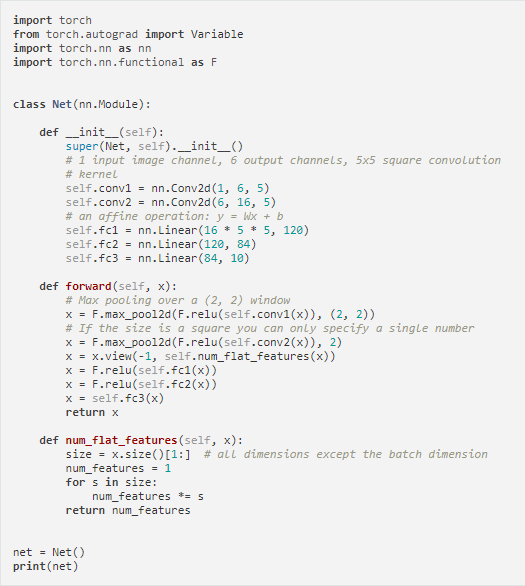 import torch
from torch.autograd import Variable
import torch.nn as nn
import torch.nn.functional as F
class Net(nn.Module):
    def __init__(self):
        super(Net, self).__init__()
        # 1 input image channel, 6 output channels, 5x5 square convolution
        # kernel
        self.conv1 = nn.Conv2d(1, 6, 5)
        self.conv2 = nn.Conv2d(6, 16, 5)
        # an affine operation: y = Wx + b
        self.fc1 = nn.Linear(16 * 5 * 5, 120)
        self.fc2 = nn.Linear(120, 84)
        self.fc3 = nn.Linear(84, 10)
    def forward(self, x):
        # Max pooling over a (2, 2) window
        x = F.max_pool2d(F.relu(self.conv1(x)), (2, 2))
        # If the size is a square you can only specify a single number
        x = F.max_pool2d(F.relu(self.conv2(x)), 2)
        x = x.view(-1, self.num_flat_features(x))
        x = F.relu(self.fc1(x))
        x = F.relu(self.fc2(x))
        x = self.fc3(x)
        return x
    def num_flat_features(self, x):
        size = x.size()[1:]  # all dimensions except the batch dimension
        num_features = 1
        for s in size:
            num_features *= s
        return num_features
net = Net()
print(net)